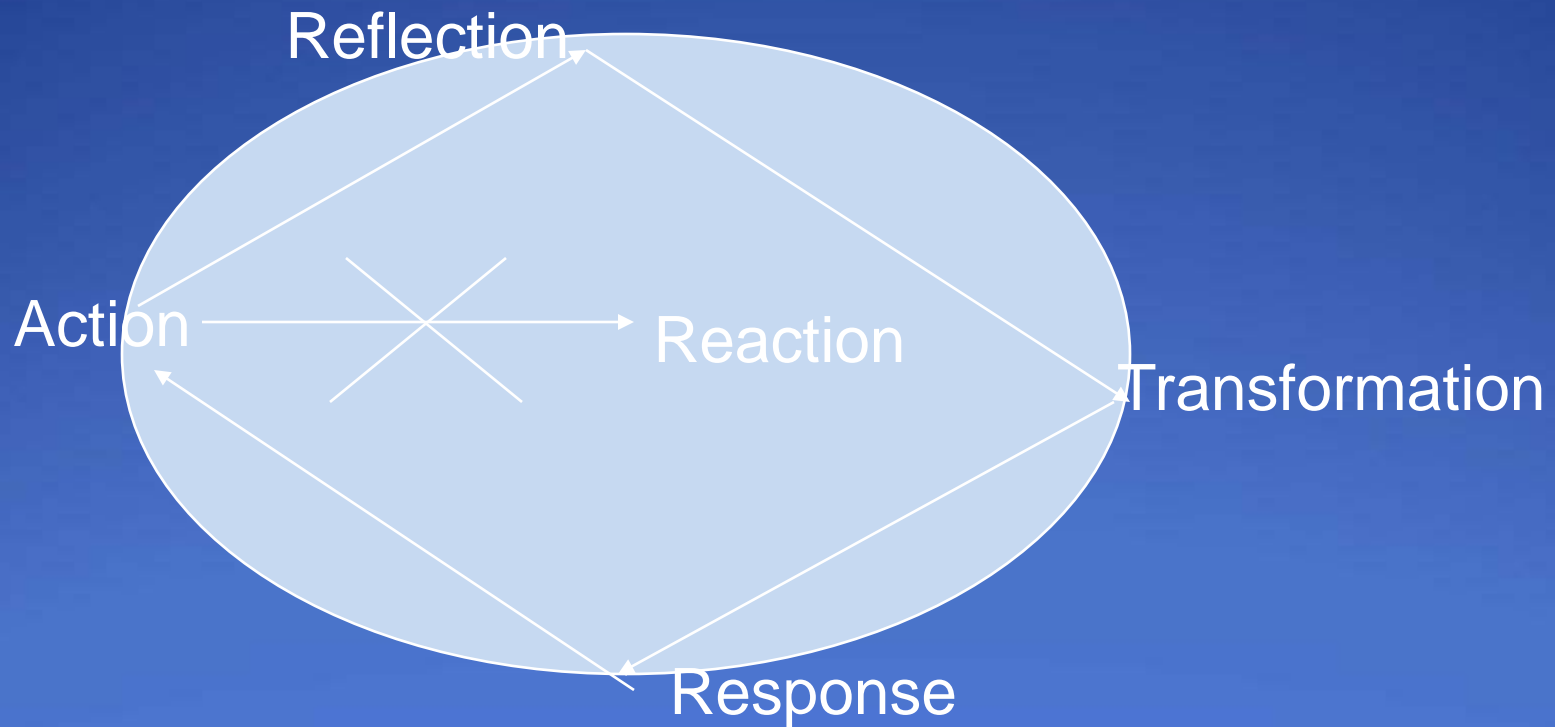 Reflection
Action
Reaction
Transformation
Response